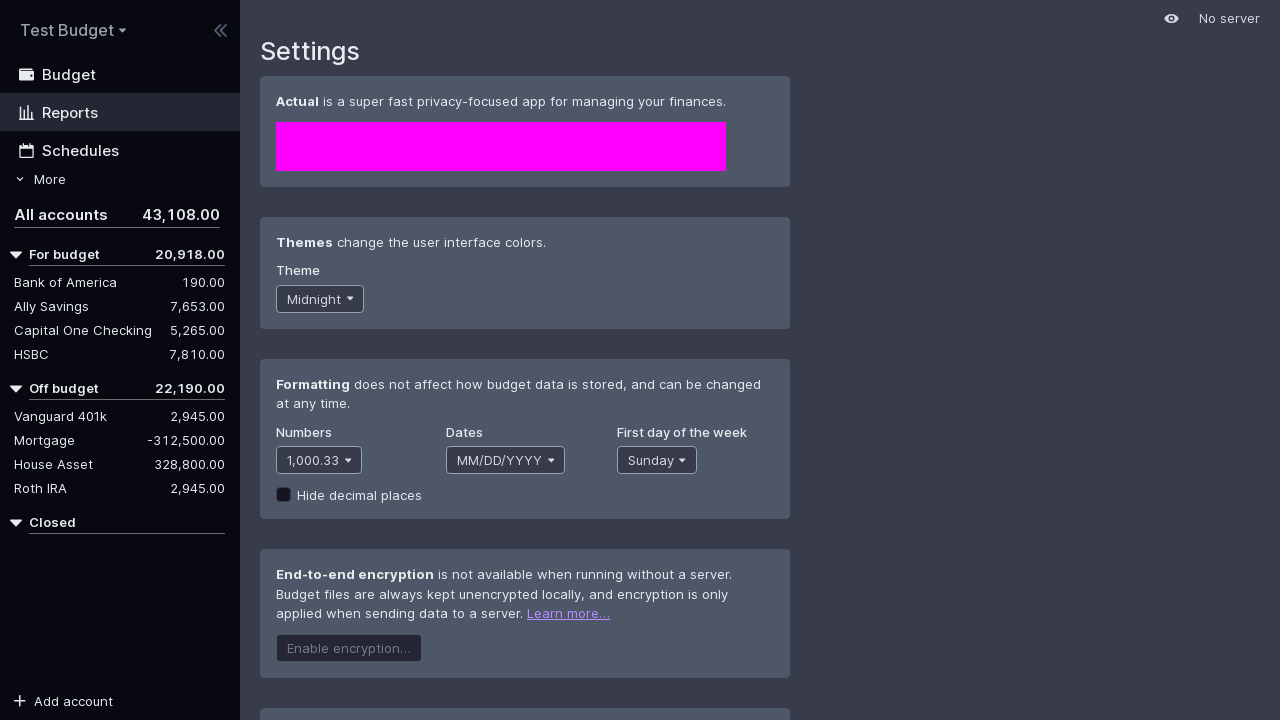 Test Budget
No server
Settings
Budget
Reports
Schedules
More
All accounts 43,108.00
For budget 20,918.00
Bank of America 190.00
Ally Savings 7,653.00
Capital One Checking 5,265.00
HSBC 7,810.00
Off budget 22,190.00
Vanguard 401k 2,945.00
Mortgage -312,500.00
House Asset 328,800.00
Roth IRA 2,945.00
Closed
Add account
Actual is a super fast privacy-focused app for managing your finances.
Themes change the user interface colors.
Theme
Midnight
Formatting does not affect how budget data is stored, and can be changed
at any time.
Numbers Dates First day of the week
1,000.33 MM/DD/YYYY Sunday
Hide decimal places
End-to-end encryption is not available when running without a server.
Budget files are always kept unencrypted locally, and encryption is only
applied when sending data to a server. Learn more…
Enable encryption…